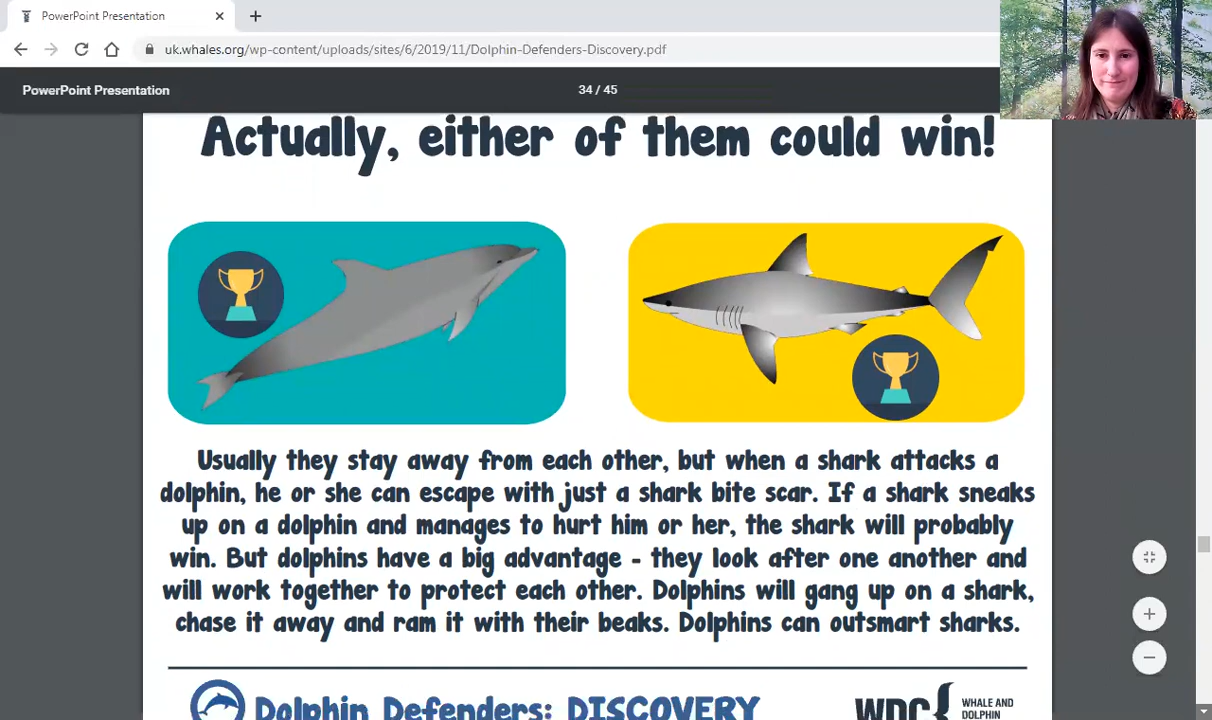 PowerPoint Presentation
uk.whales.org/wp-content/uploads/sites/6/2019/11/Dolphin-Defenders-Discovery.pdf
PowerPoint Presentation 34 / 45
Actually, either of them could win!
Usually they stay away from each other, but when a shark attacks a
dolphin, he or she can escape with just a shark bite scar. If a shark sneaks
up on a dolphin and manages to hurt him or her, the shark will probably
win. But dolphins have a big advantage - they look after one another and
will work together to protect each other. Dolphins will gang up on a shark,
chase it away and ram it with their beaks. Dolphins can outsmart sharks.
Dolphin Defenders: DISCOVERY
WDC
WHALE AND
DOLPHIN